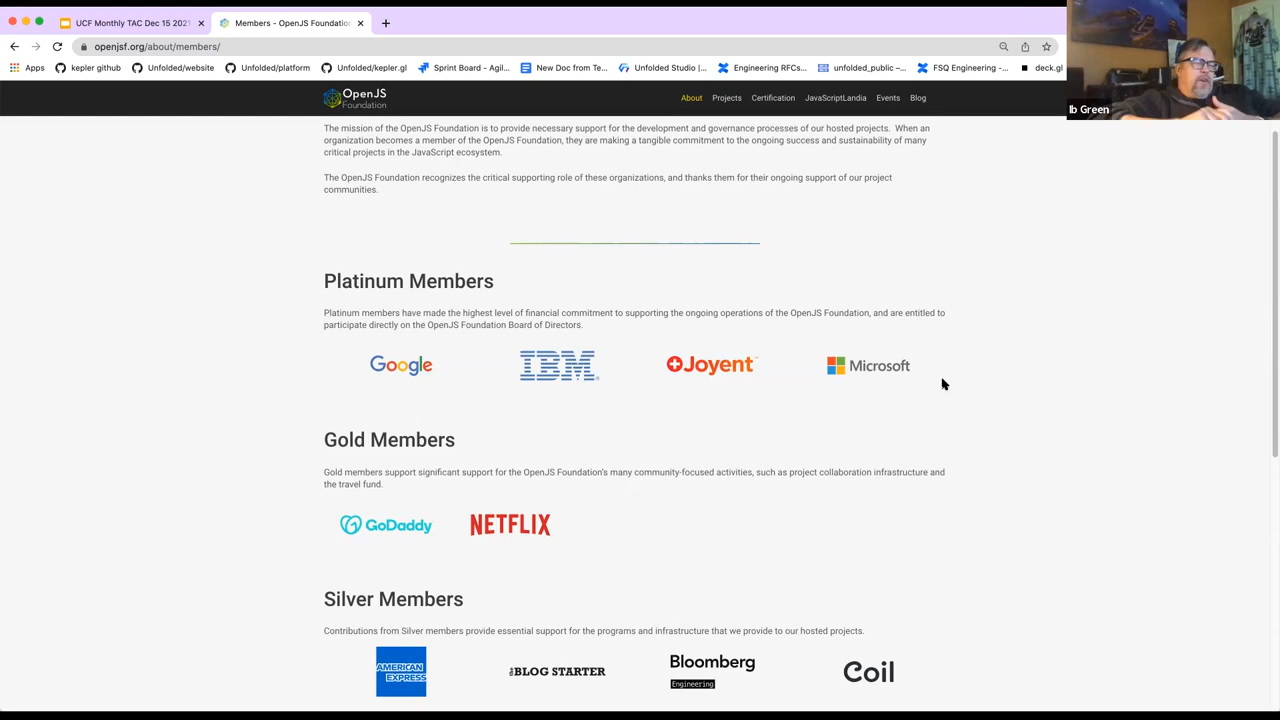 UCF Monthly TAC Dec 15 2021
Members - OpenJS Foundation
openjsf.org/about/members/
Apps
kepler github
Unfolded/website
Unfolded/platform
Unfolded/kepler.gl
Sprint Board - Agil...
New Doc from Te...
Unfolded Studio |...
Engineering RFCs...
unfolded_public –...
FSQ Engineering -...
deck.gl
Ib Green
OpenJS
Foundation
About
Projects
Certification
JavaScriptLandia
Events
Blog
The mission of the OpenJS Foundation is to provide necessary support for the development and governance processes of our hosted projects. When an
organization becomes a member of the OpenJS Foundation, they are making a tangible commitment to the ongoing success and sustainability of many
critical projects in the JavaScript ecosystem.
The OpenJS Foundation recognizes the critical supporting role of these organizations, and thanks them for their ongoing support of our project
communities.
Platinum Members
Platinum members have made the highest level of financial commitment to supporting the ongoing operations of the OpenJS Foundation, and are entitled to
participate directly on the OpenJS Foundation Board of Directors.
Google
IBM
Joyent
Microsoft
Gold Members
Gold members support significant support for the OpenJS Foundation's many community-focused activities, such as project collaboration infrastructure and
the travel fund.
GoDaddy
NETFLIX
Silver Members
Contributions from Silver members provide essential support for the programs and infrastructure that we provide to our hosted projects.
AMERICAN
EXPRESS
the BLOG STARTER
Bloomberg
Engineering
Coil